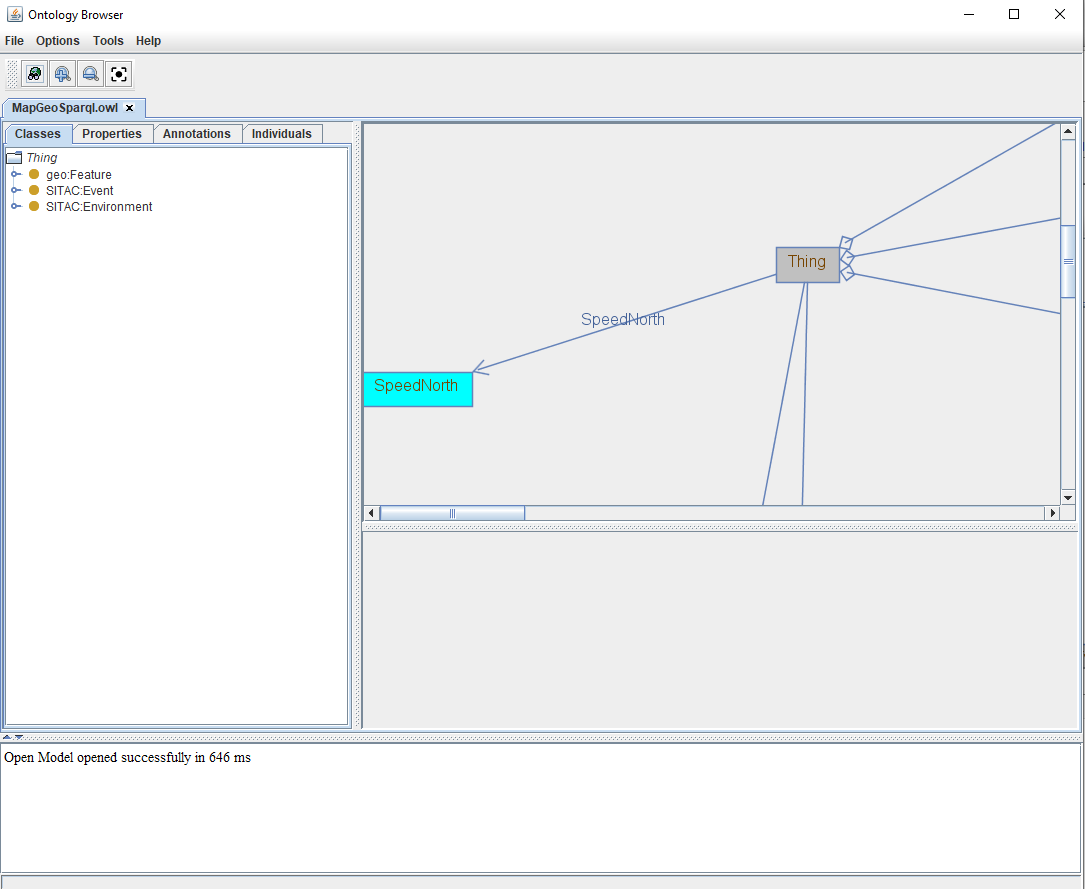 Ontology Browser
File Options Tools Help
MapGeoSparql.owl
Classes Properties Annotations Individuals
Thing
geo:Feature
SITAC:Event
SITAC:Environment
Thing
SpeedNorth
SpeedNorth
Open Model opened successfully in 646 ms